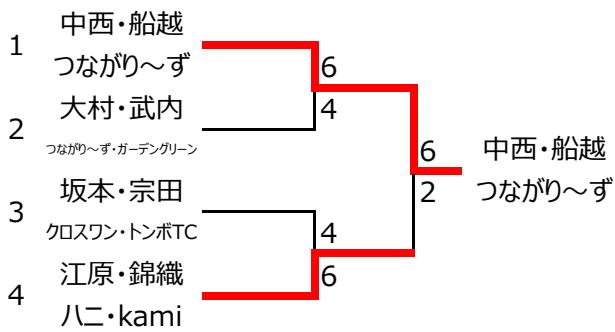 1
中西・船越
つながり～ず
6
4
2
大村・武内
つながり～ず・ガーデングリーン
6
2
中西・船越
つながり～ず
3
坂本・宗田
クロスワン・トンボTC
4
6
4
江原・錦織
ハニ・kami